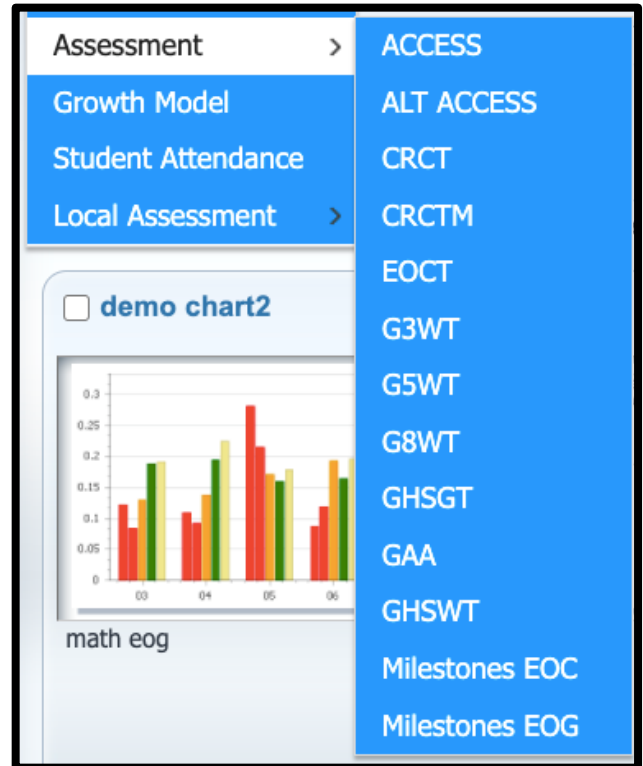 Assessment >
Growth Model
Student Attendance
Local Assessment >
ACCESS
ALT ACCESS
CRCT
CRCTM
EOCT
G3WT
G5WT
G8WT
GHSGT
GAA
GHSWT
Milestones EOC
Milestones EOG
demo chart2
0.3
0.25
0.2
0.15
0.1
0.05
0
03 04 05 06
math eog